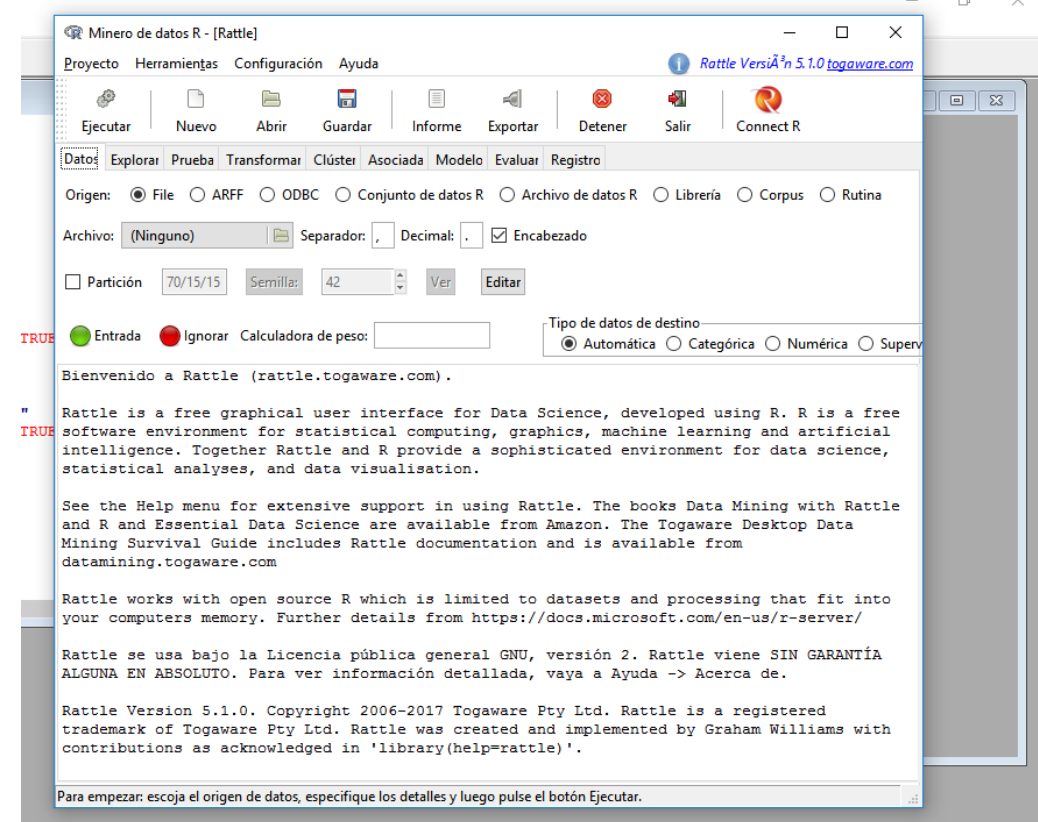 Minero de datos R - [Rattle]
Proyecto Herramientas Configuración Ayuda Rattle VersiÃ³n 5.1.0 togaware.com
Ejecutar Nuevo Abrir Guardar Informe Exportar Detener Salir Connect R
Datos Explorar Prueba Transformar Clúster Asociada Modelo Evaluar Registro
Origen: File ARFF ODBC Conjunto de datos R Archivo de datos R Librería Corpus Rutina
Archivo: (Ninguno) Separador: , Decimal: . Encabezado
Partición 70/15/15 Semilla: 42 Ver Editar
Tipo de datos de destino
TRUE Entrada Ignorar Calculadora de peso: Automática Categórica Numérica Superv
Bienvenido a Rattle (rattle.togaware.com).
" Rattle is a free graphical user interface for Data Science, developed using R. R is a free
TRUE software environment for statistical computing, graphics, machine learning and artificial
intelligence. Together Rattle and R provide a sophisticated environment for data science,
statistical analyses, and data visualisation.
See the Help menu for extensive support in using Rattle. The books Data Mining with Rattle
and R and Essential Data Science are available from Amazon. The Togaware Desktop Data
Mining Survival Guide includes Rattle documentation and is available from
datamining.togaware.com
Rattle works with open source R which is limited to datasets and processing that fit into
your computers memory. Further details from https://docs.microsoft.com/en-us/r-server/
Rattle se usa bajo la Licencia pública general GNU, versión 2. Rattle viene SIN GARANTÍA
ALGUNA EN ABSOLUTO. Para ver información detallada, vaya a Ayuda -> Acerca de.
Rattle Version 5.1.0. Copyright 2006-2017 Togaware Pty Ltd. Rattle is a registered
trademark of Togaware Pty Ltd. Rattle was created and implemented by Graham Williams with
contributions as acknowledged in 'library(help=rattle)'.
Para empezar: escoja el origen de datos, especifique los detalles y luego pulse el botón Ejecutar.